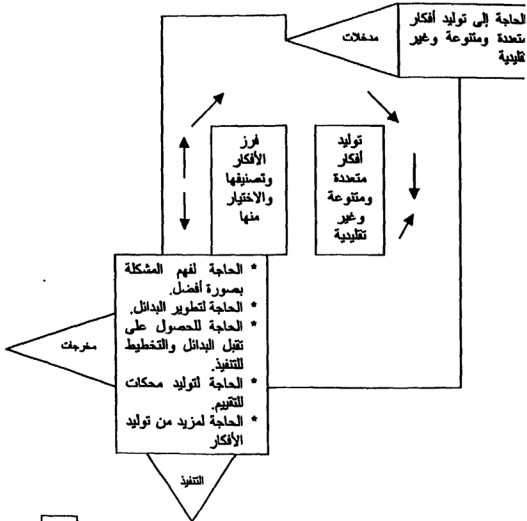 الحاجة إلى توليد أفكار
متعددة ومتنوعة وغير
تقليدية
مدخلات
توليد
أفكار
متعددة
ومتنوعة
وغير
تقليدية
فرز
الأفكار
وتصنيفها
والاختيار
منها
* الحاجة لفهم المشكلة
بصورة أفضل.
* الحاجة لتطوير البدائل.
* الحاجة للحصول على
تقبل البدائل والتخطيط
للتنفيذ.
* الحاجة لتوليد محكات
للتقييم.
* الحاجة لمزيد من توليد
الأفكار
مخرجات
التنفيذ